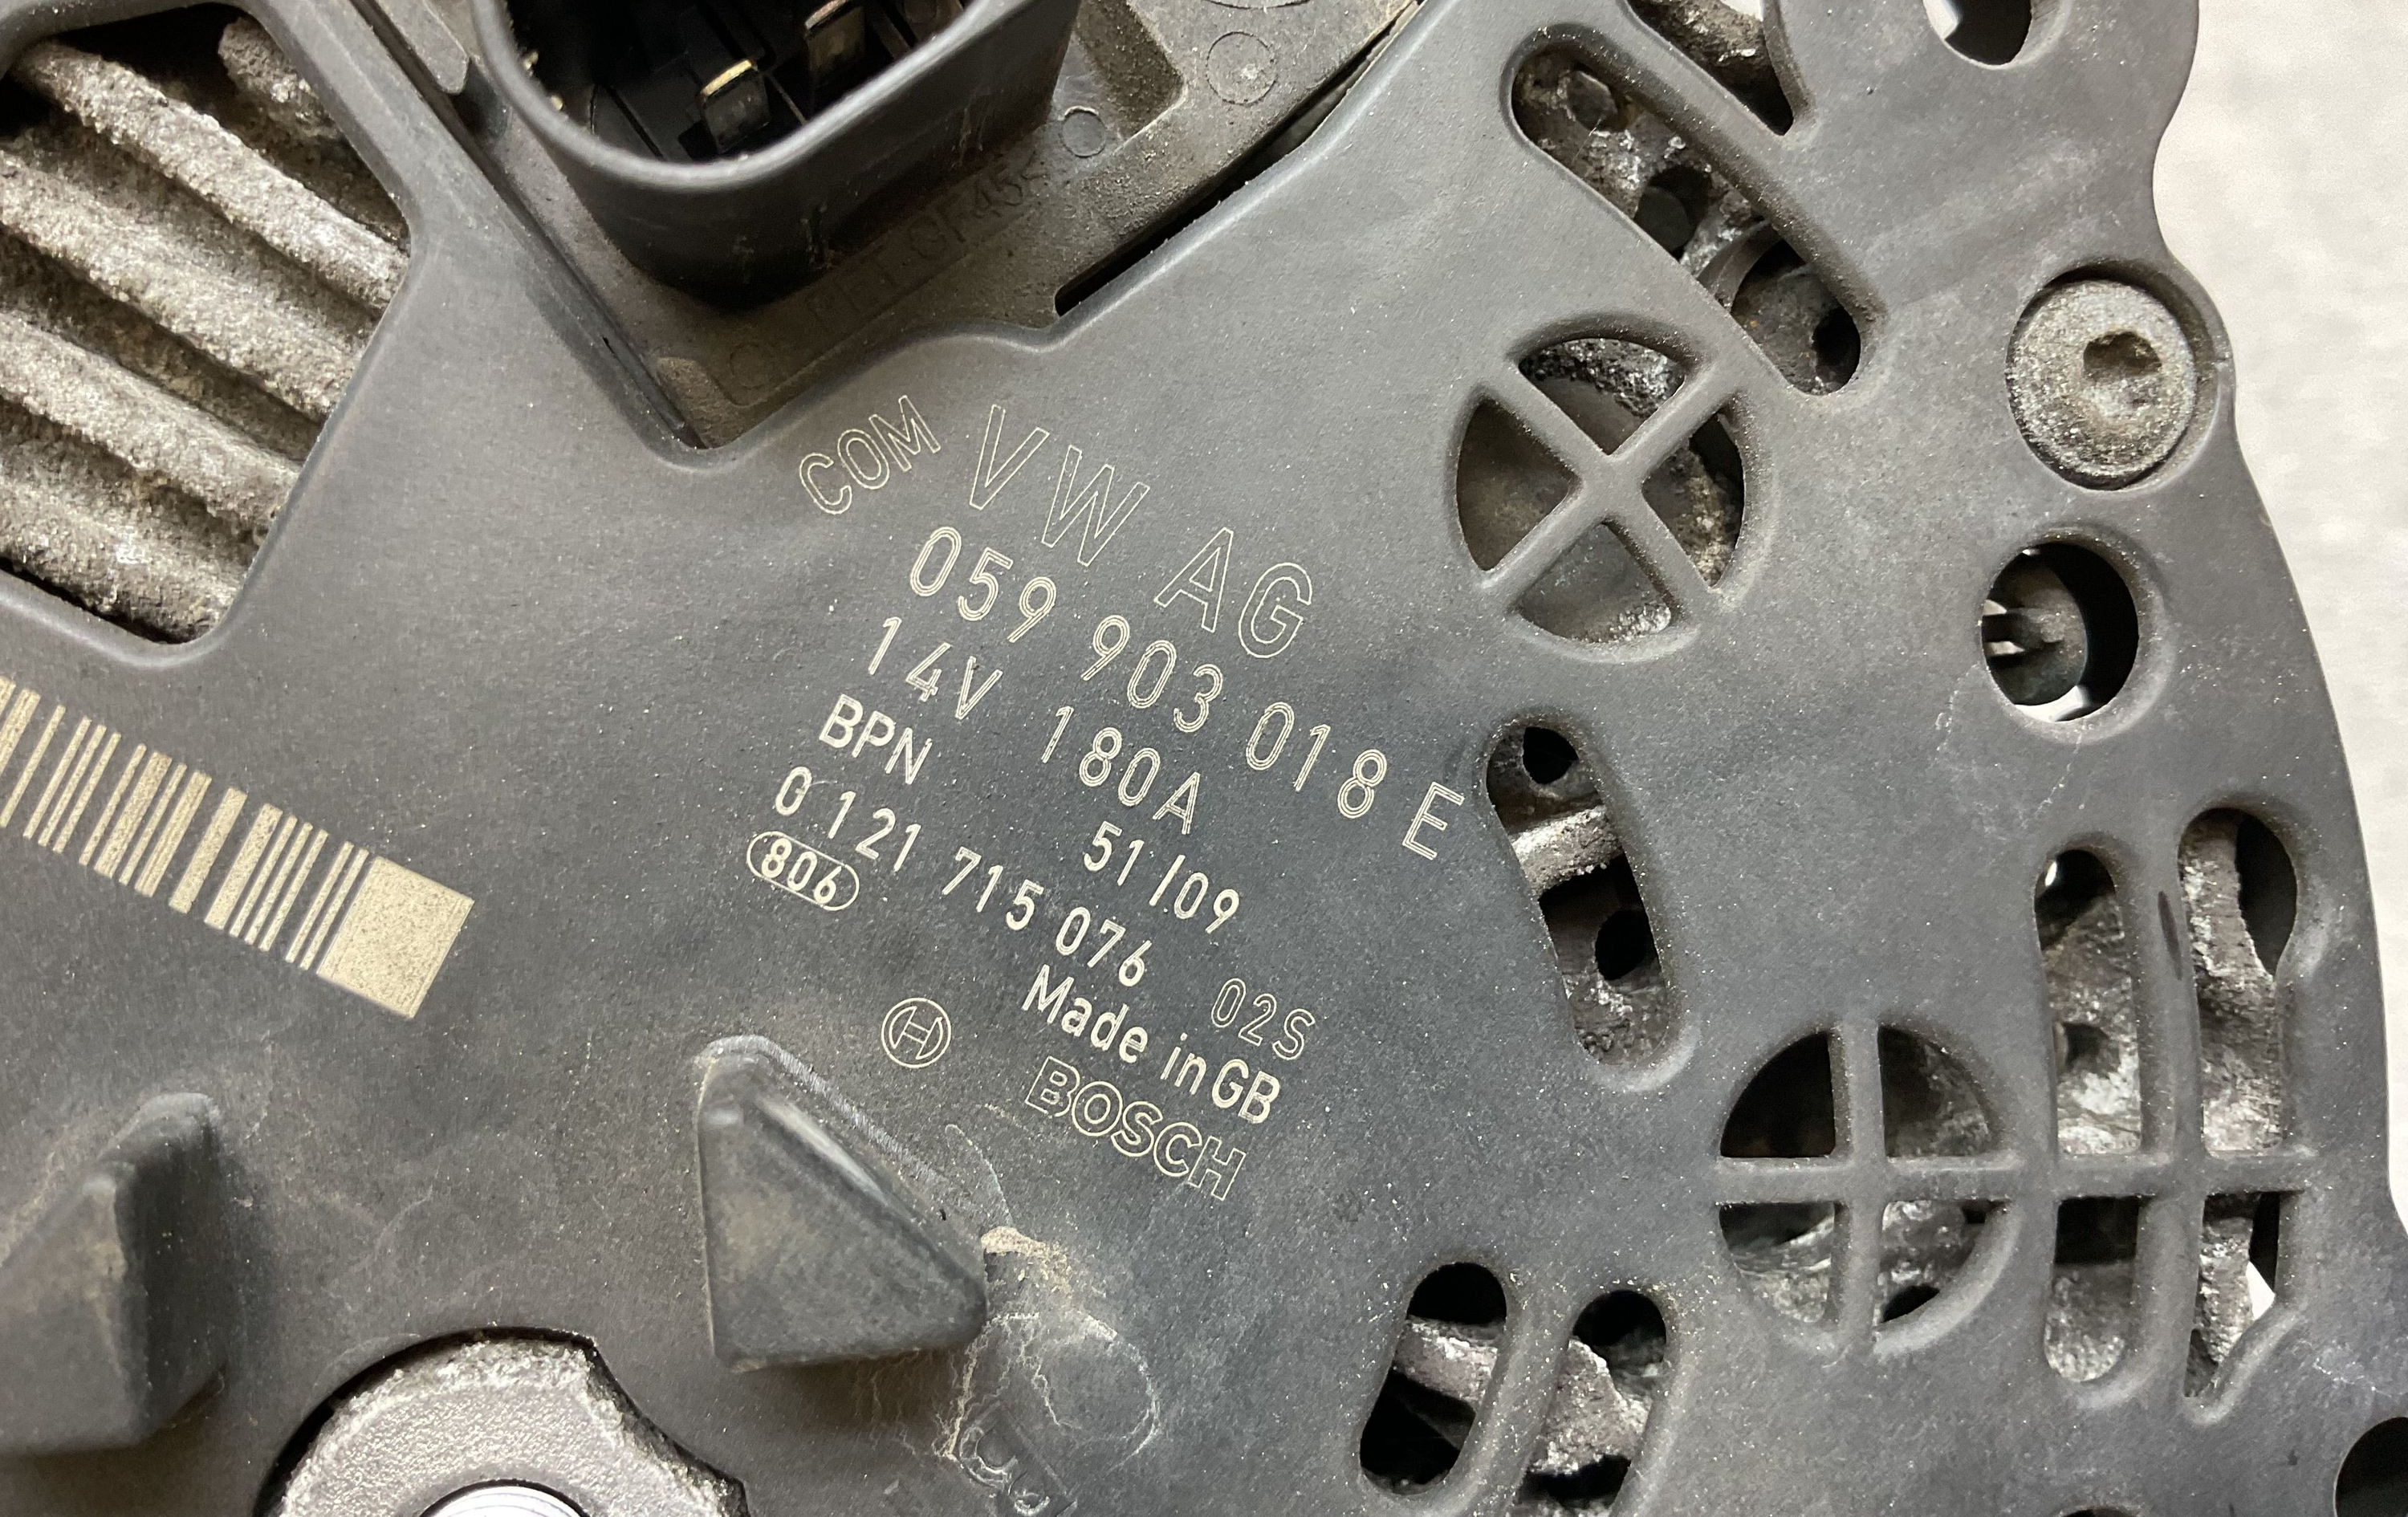 COM VW AG
059 903 018 E
14V 180A
BPN 51/09
0 121 715 076 02S
806 Made in GB
BOSCH